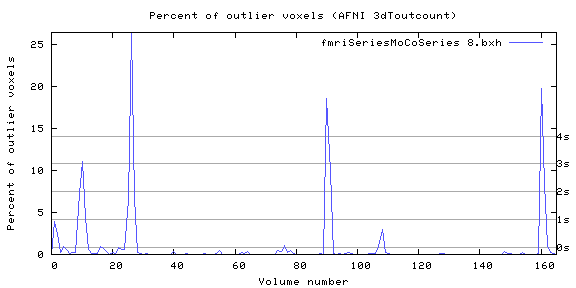 Percent of outlier voxels (AFNI 3dToutcount)
fmriSeriesMoCoSeries 8.bxh
Percent of outlier voxels
25
20
15
10
5
0
4s
3s
2s
1s
0s
0 20 40 60 80 100 120 140 160
Volume number